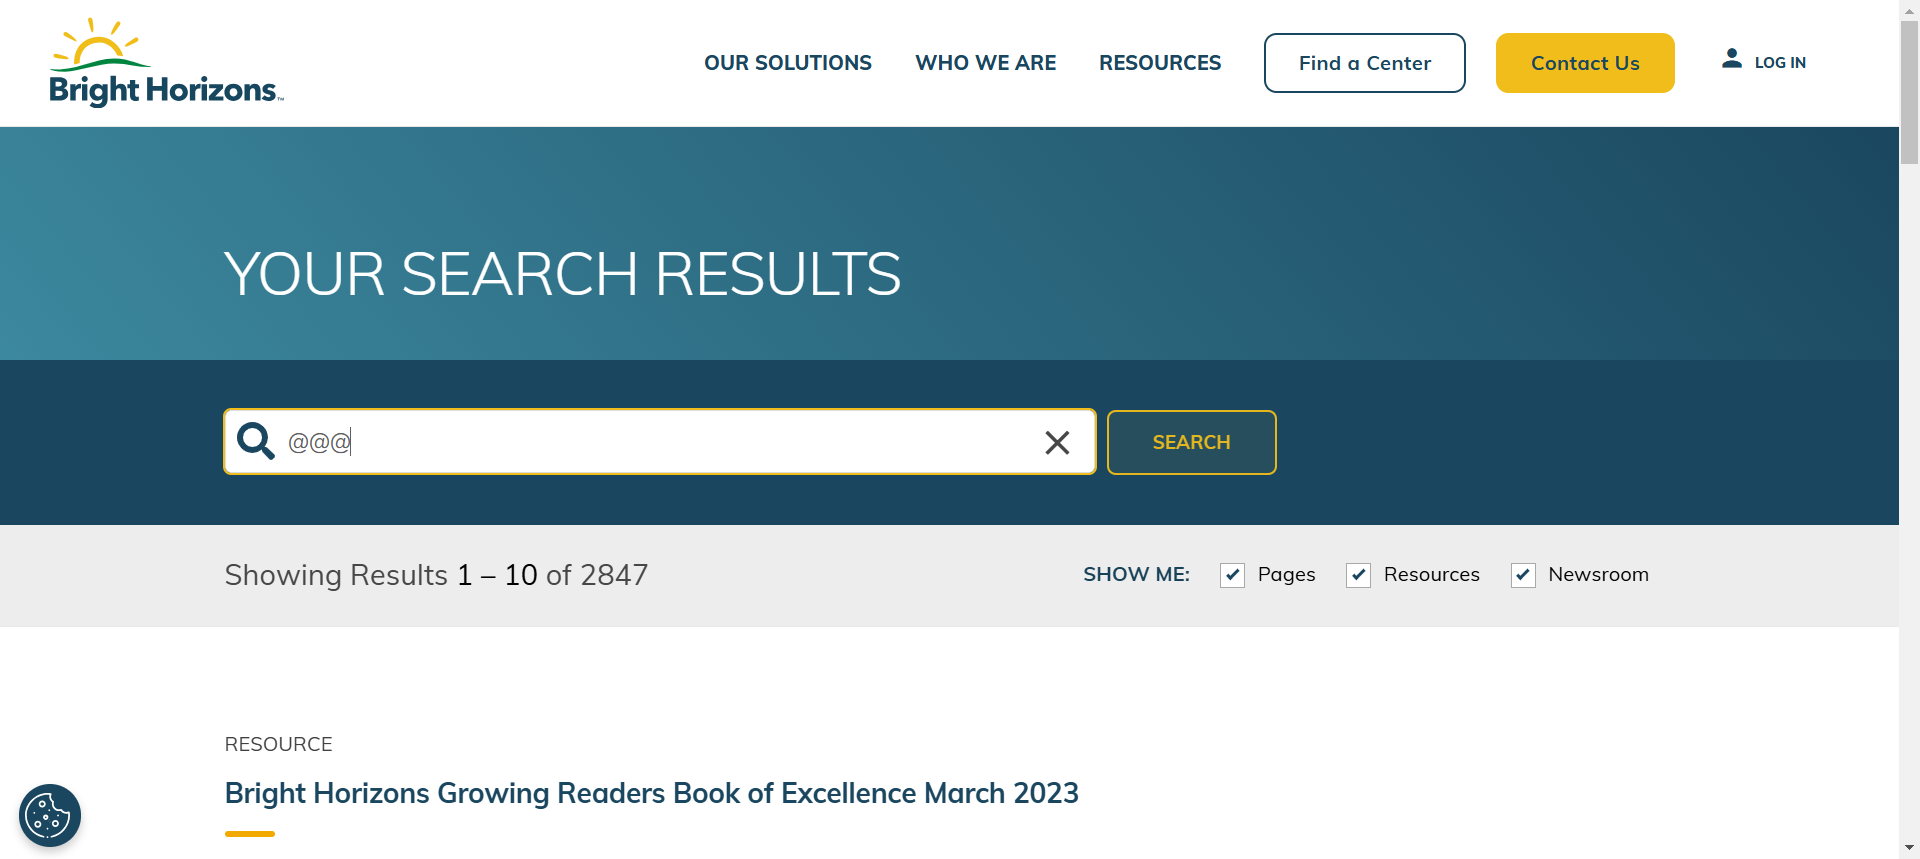 Bright Horizons™
OUR SOLUTIONS WHO WE ARE RESOURCES Find a Center Contact Us LOG IN
YOUR SEARCH RESULTS
@@@ SEARCH
Showing Results 1 – 10 of 2847 SHOW ME: Pages Resources Newsroom
RESOURCE
Bright Horizons Growing Readers Book of Excellence March 2023